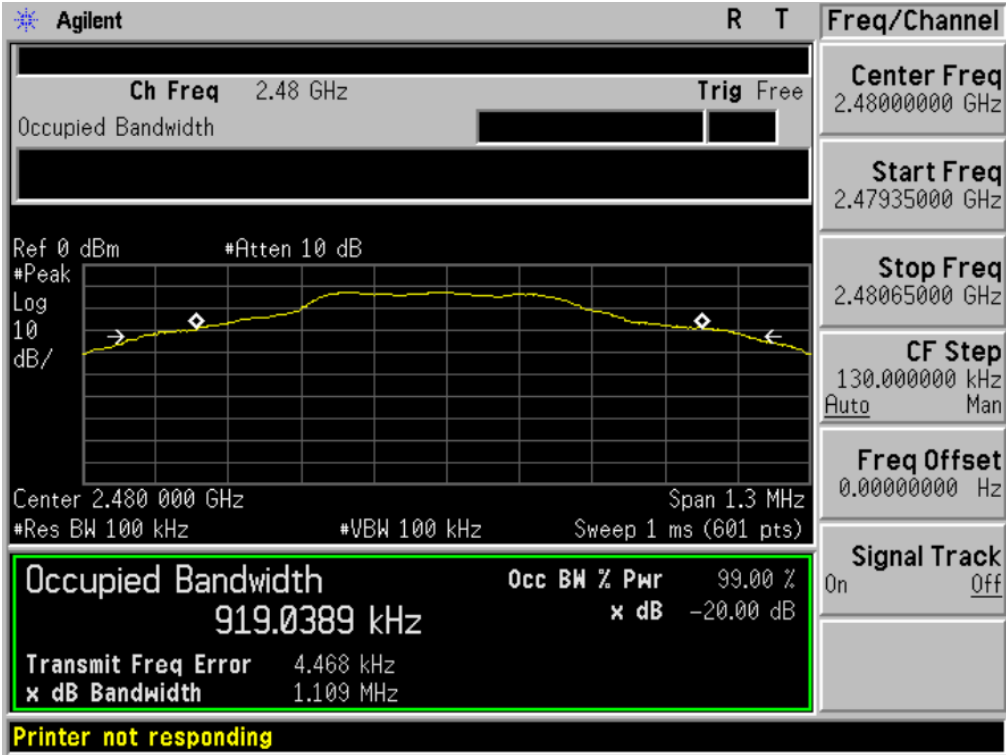 Agilent R T Freq/Channel
Ch Freq 2.48 GHz Trig Free
Occupied Bandwidth
Center Freq
2.48000000 GHz
Start Freq
2.47935000 GHz
Stop Freq
2.48065000 GHz
CF Step
130.000000 kHz
Auto Man
Freq Offset
0.00000000 Hz
Signal Track
On Off
Ref 0 dBm #Atten 10 dB
#Peak
Log
10
dB/
Center 2.480 000 GHz Span 1.3 MHz
#Res BW 100 kHz #VBW 100 kHz Sweep 1 ms (601 pts)
Occupied Bandwidth
919.0389 kHz
Occ BW % Pwr 99.00 %
x dB -20.00 dB
Transmit Freq Error 4.468 kHz
x dB Bandwidth 1.109 MHz
Printer not responding